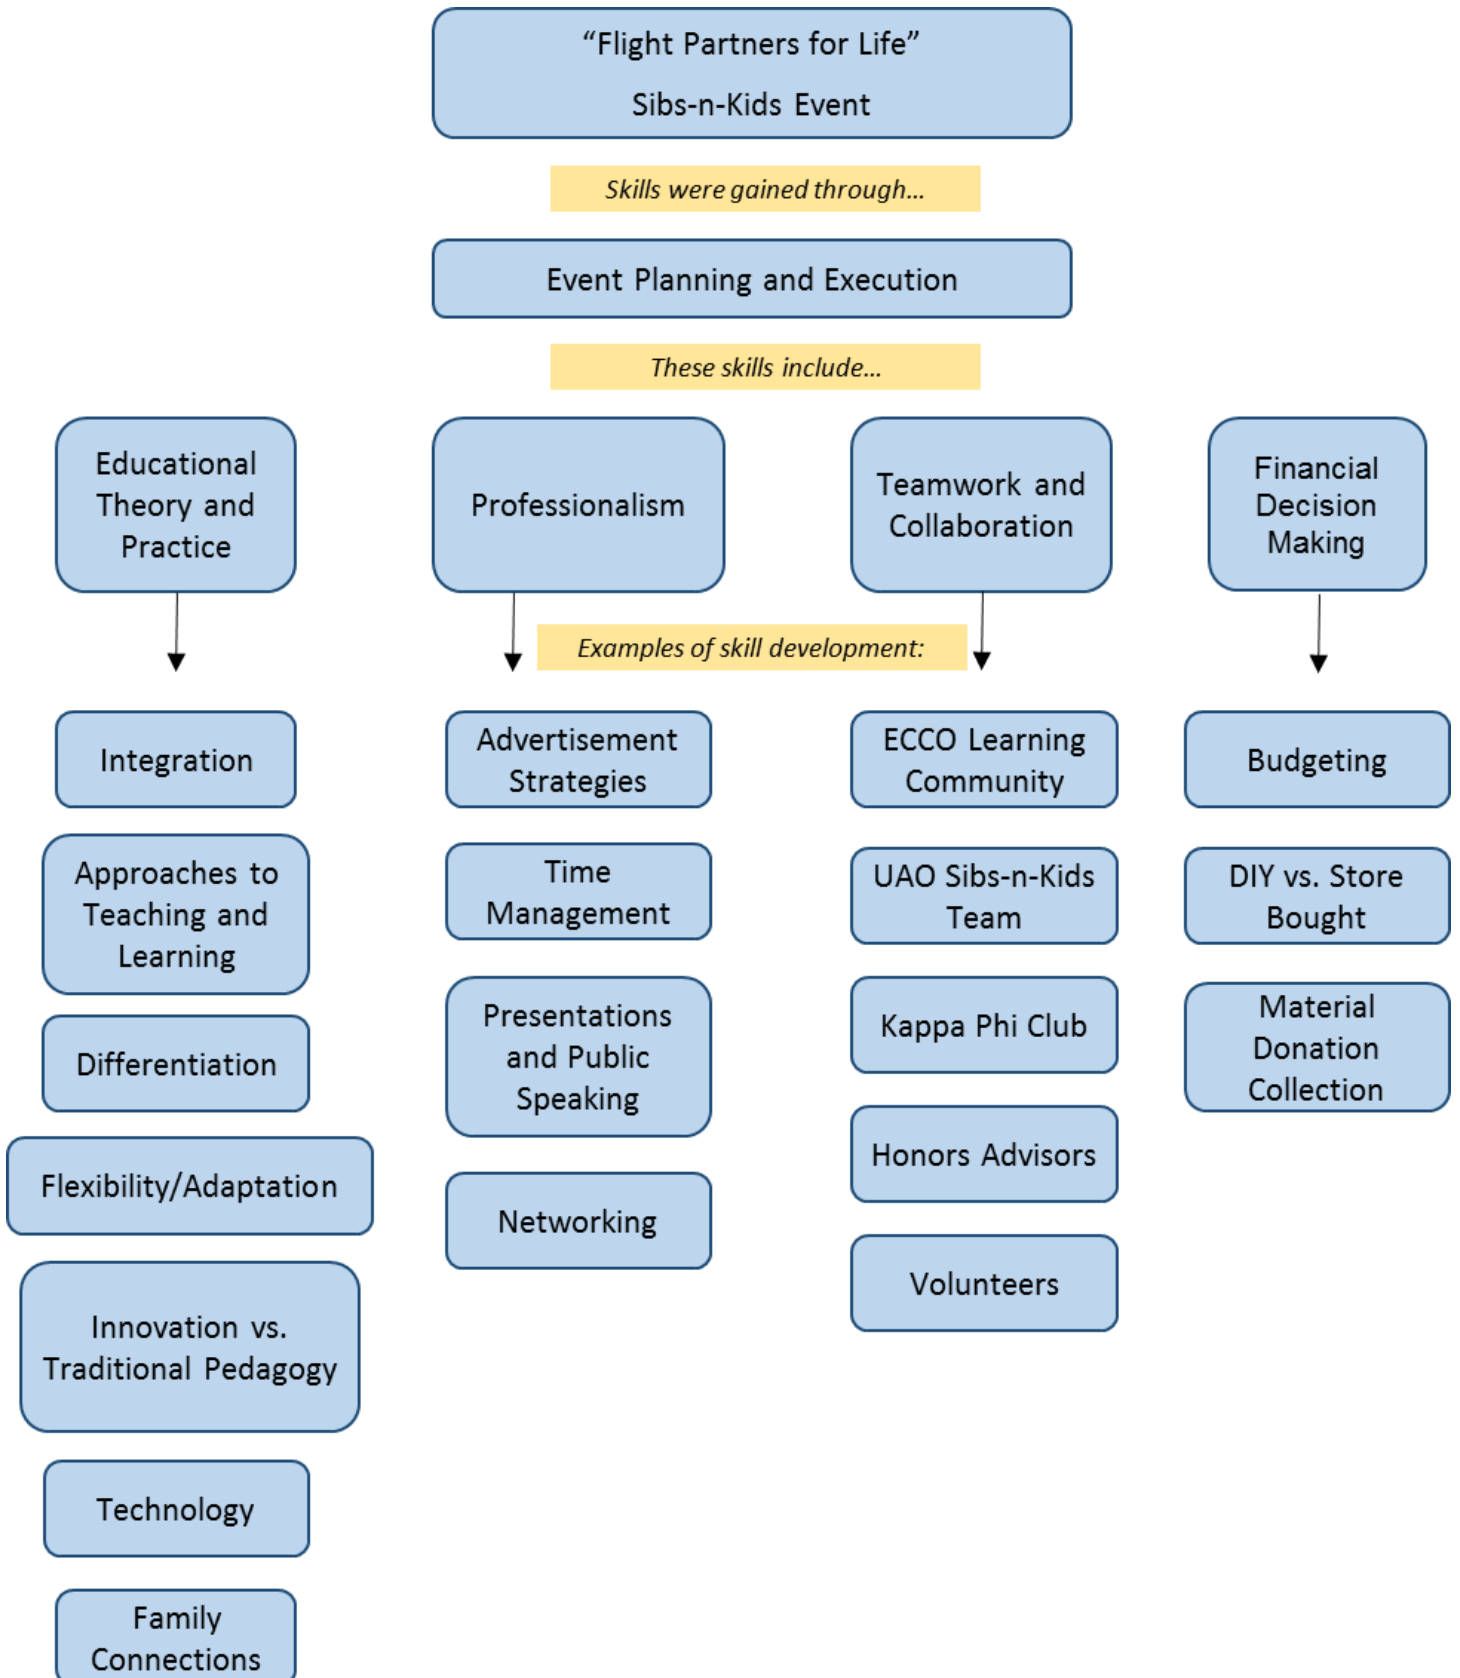 “Flight Partners for Life”
Sibs-n-Kids Event
Skills were gained through...
Event Planning and Execution
These skills include...
Educational
Theory and
Practice
Professionalism
Teamwork and
Collaboration
Financial
Decision
Making
Examples of skill development:
Integration
Approaches to
Teaching and
Learning
Differentiation
Flexibility/Adaptation
Innovation vs.
Traditional Pedagogy
Technology
Family
Connections
Advertisement
Strategies
Time
Management
Presentations
and Public
Speaking
Networking
ECCO Learning
Community
UAO Sibs-n-Kids
Team
Kappa Phi Club
Honors Advisors
Volunteers
Budgeting
DIY vs. Store
Bought
Material
Donation
Collection